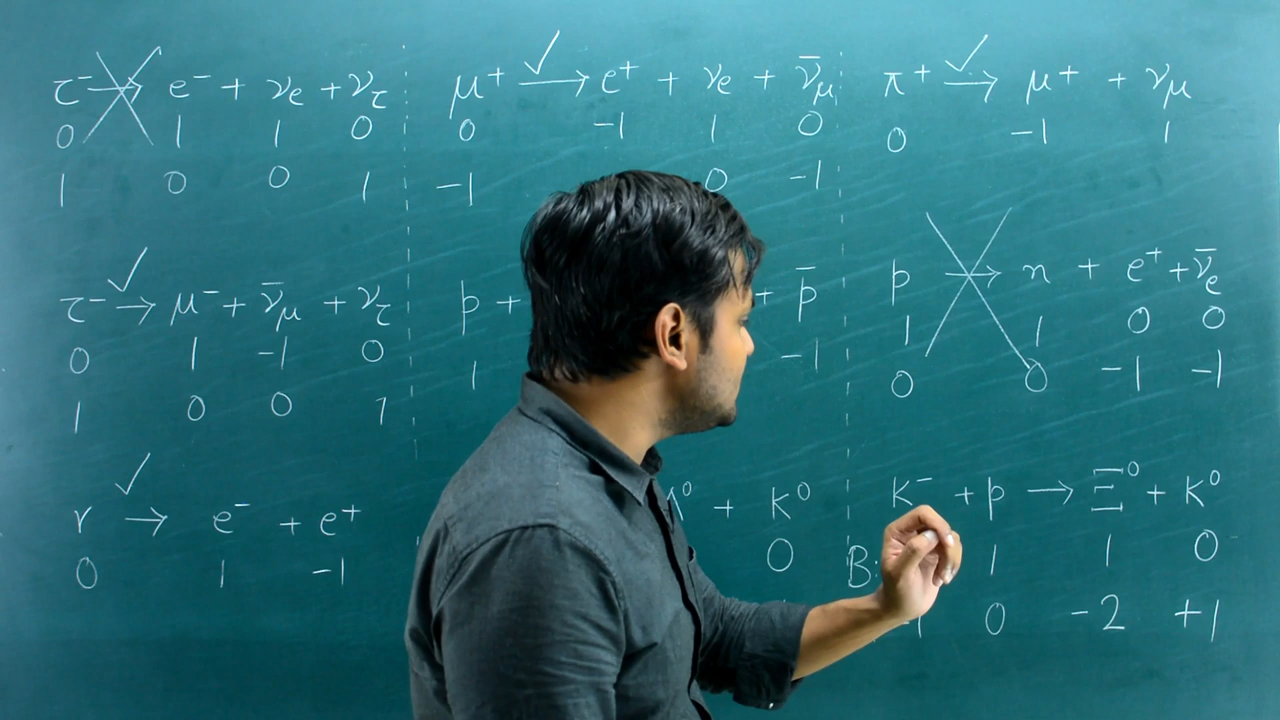 τ⁻ → e⁻ + νe + ντ
0 1 1 0
1 0 0 1
τ⁻ ✓→ μ⁻ + ν̄μ + ντ
0 1 -1 0
1 0 0 1
γ ✓→ e⁻ + e⁺
0 1 -1
μ⁺ ✓→ e⁺ + νe + ν̄μ
0 -1 1 0
-1 0 -1
p + + p̄
1 -1
Λ⁰ + K⁰
0
π⁺ ✓→ μ⁺ + νμ
0 -1 1
p → n + e⁺ + ν̄e
1 1 0 0
0 0 -1 -1
K⁻ + p → Ξ⁰ + K⁰
B: 1 1 0
-1 0 -2 +1